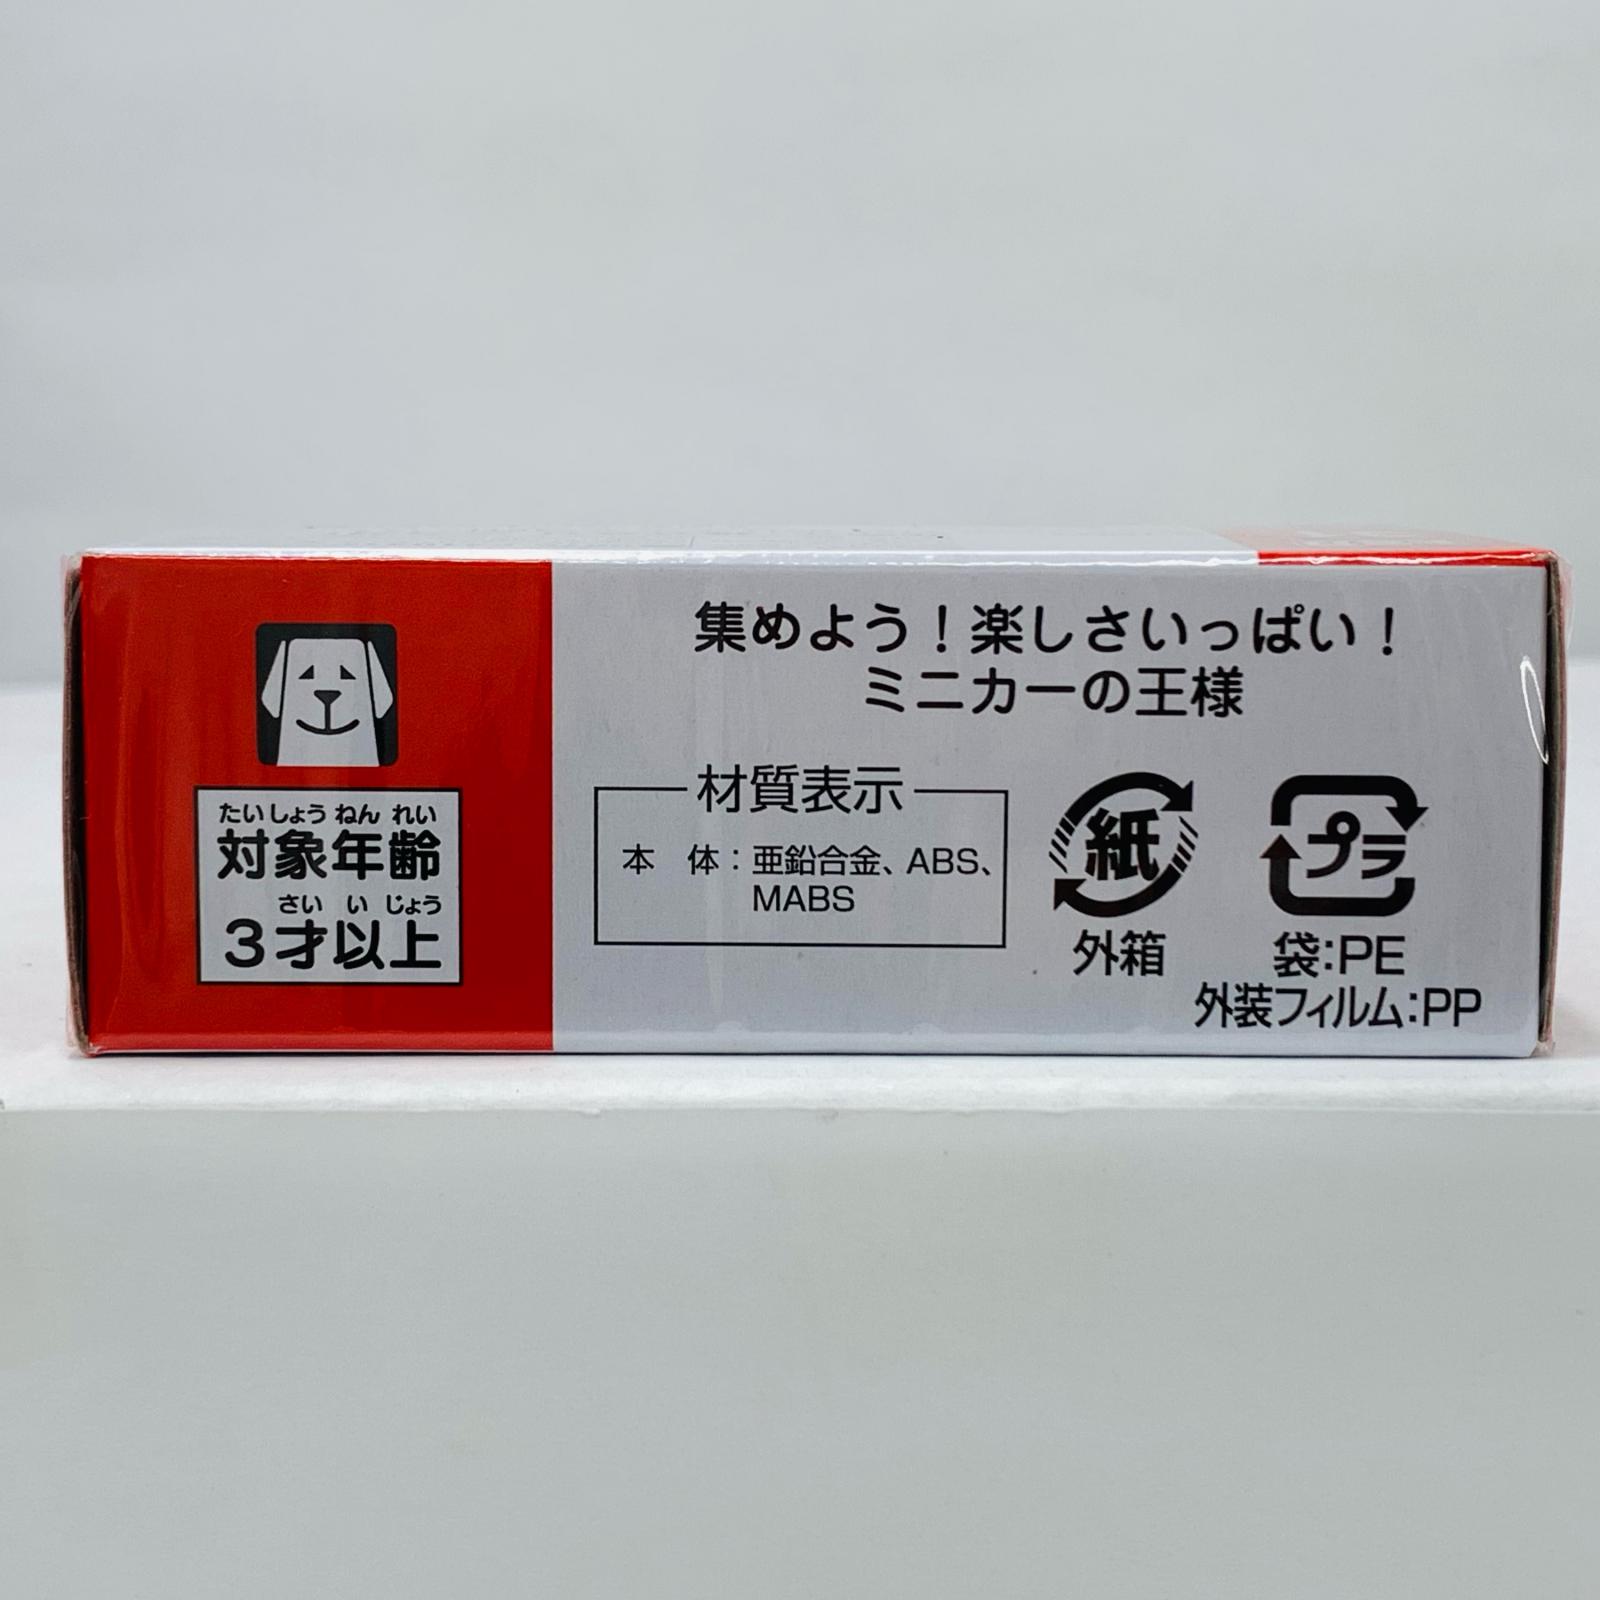 集めよう！楽しさいっぱい！
ミニカーの王様
たいしょうねんれい
対象年齢
さいいじょう
3才以上
材質表示
本　体：亜鉛合金、ABS、
MABS
紙
外箱
プラ
袋:PE
外装フィルム:PP